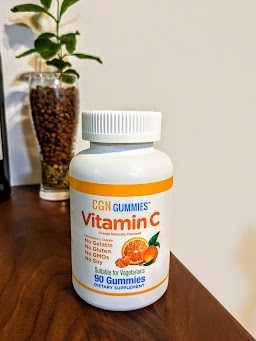 CGN GUMMIES™
Vitamin C
Orange Naturally Flavored
No Gelatin
No Gluten
No GMOs
No Soy
Suitable for Vegetarians
90 Gummies
DIETARY SUPPLEMENT